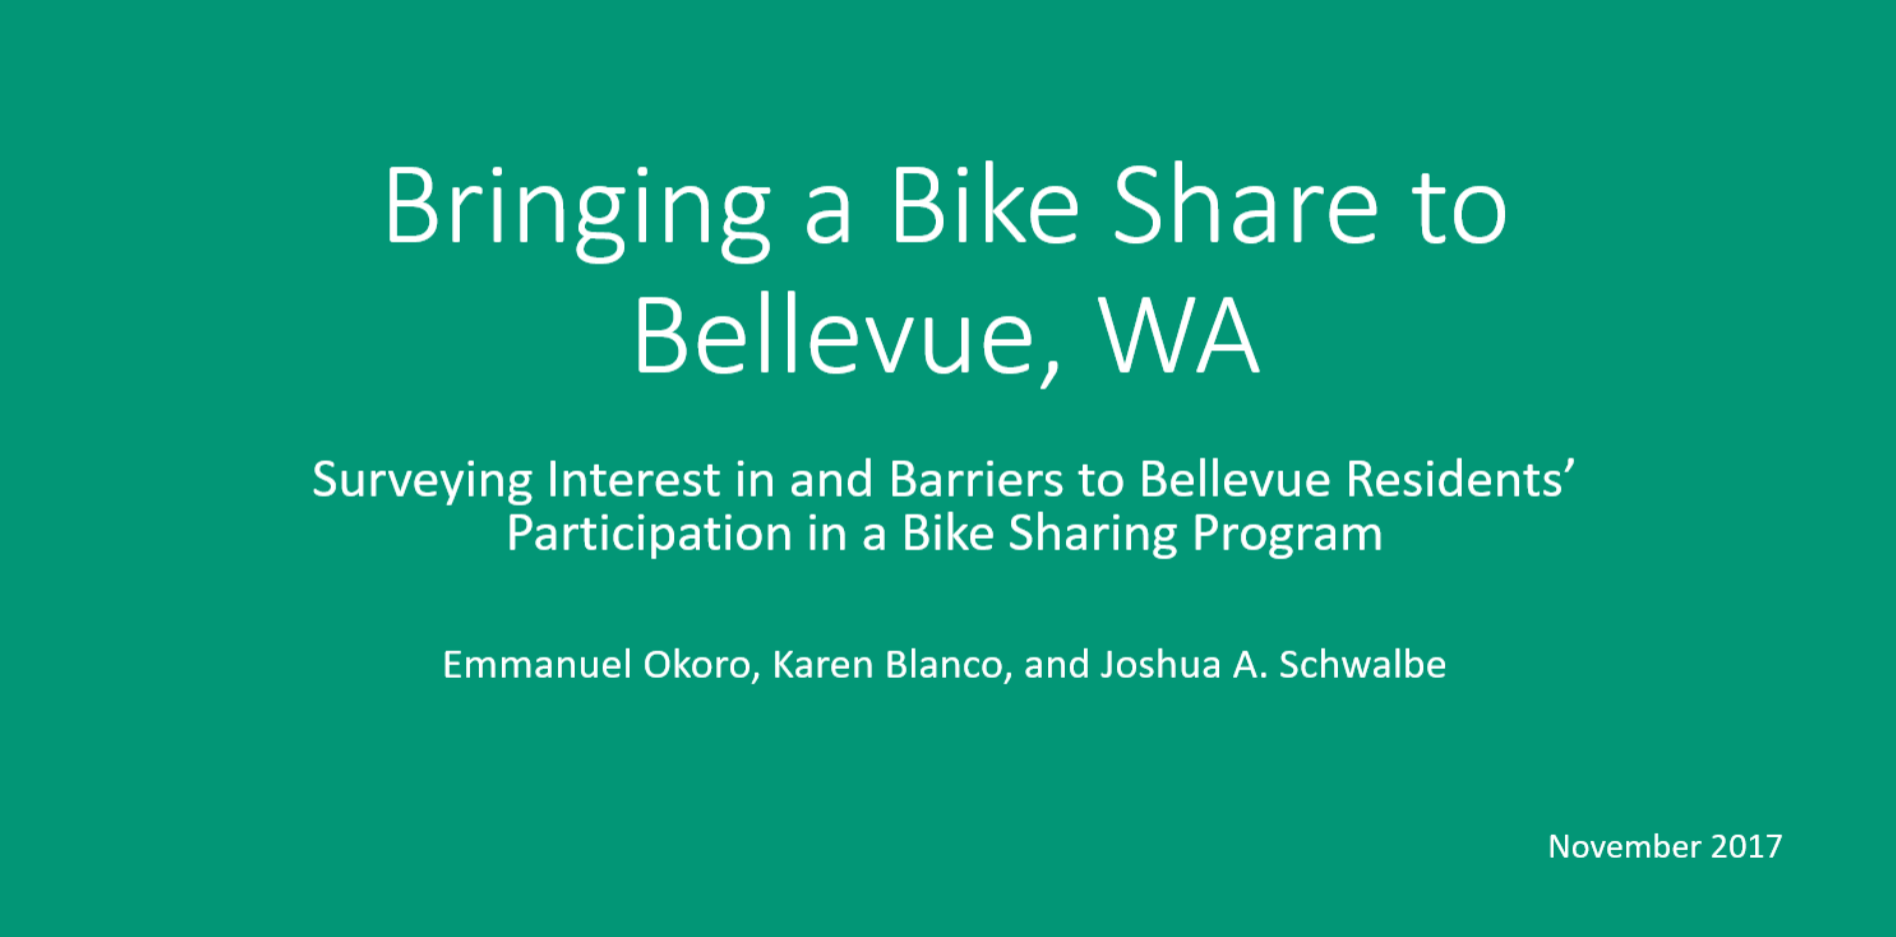 Bringing a Bike Share to
Bellevue, WA
Surveying Interest in and Barriers to Bellevue Residents’
Participation in a Bike Sharing Program
Emmanuel Okoro, Karen Blanco, and Joshua A. Schwalbe
November 2017